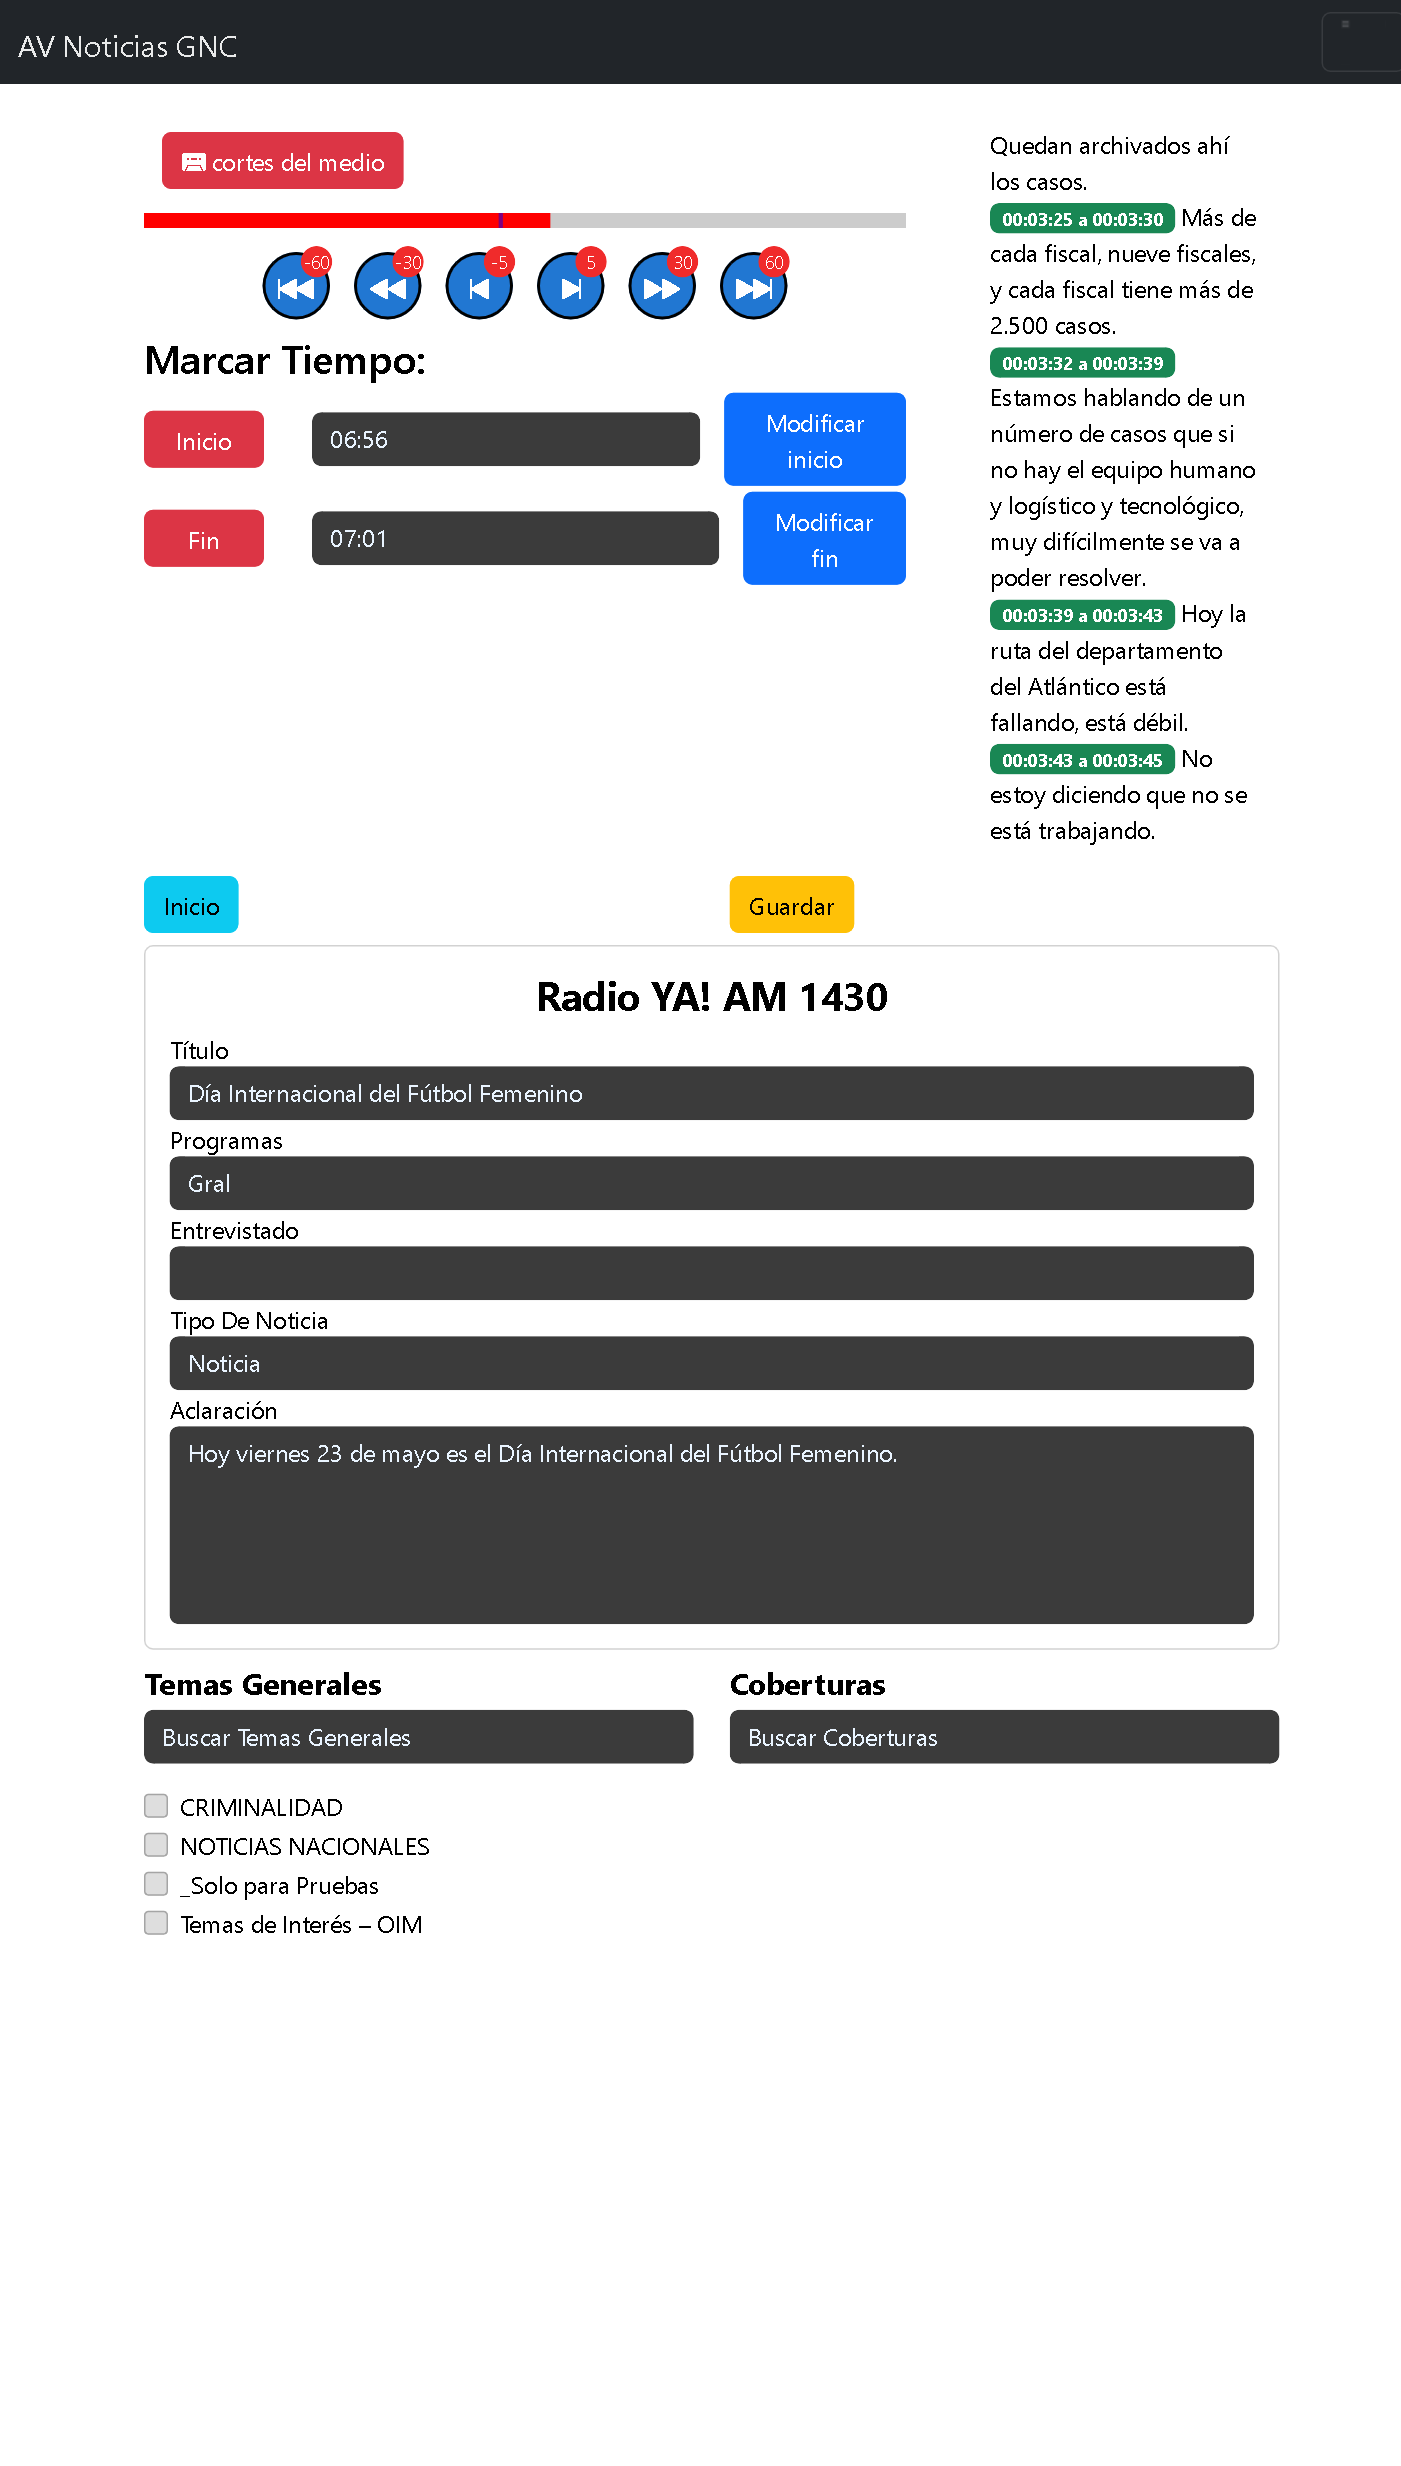 AV Noticias GNC
cortes del medio
-60 -30 -5 5 30 60
Marcar Tiempo:
Inicio 06:56 Modificar inicio
Fin 07:01 Modificar fin
Quedan archivados ahí
los casos.
00:03:25 a 00:03:30 Más de
cada fiscal, nueve fiscales,
y cada fiscal tiene más de
2.500 casos.
00:03:32 a 00:03:39
Estamos hablando de un
número de casos que si
no hay el equipo humano
y logístico y tecnológico,
muy difícilmente se va a
poder resolver.
00:03:39 a 00:03:43 Hoy la
ruta del departamento
del Atlántico está
fallando, está débil.
00:03:43 a 00:03:45 No
estoy diciendo que no se
está trabajando.
Inicio Guardar
Radio YA! AM 1430
Título
Día Internacional del Fútbol Femenino
Programas
Gral
Entrevistado
Tipo De Noticia
Noticia
Aclaración
Hoy viernes 23 de mayo es el Día Internacional del Fútbol Femenino.
Temas Generales
Buscar Temas Generales
CRIMINALIDAD
NOTICIAS NACIONALES
_Solo para Pruebas
Temas de Interés – OIM
Coberturas
Buscar Coberturas